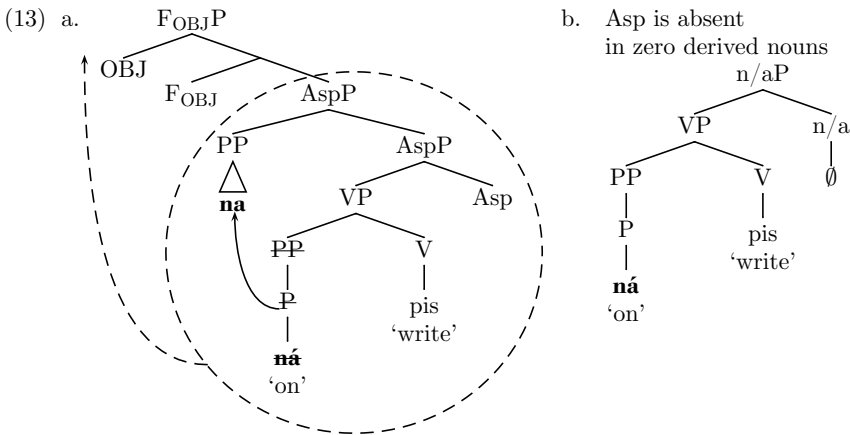 (13) a.
F_OBJP
OBJ
F_OBJ
AspP
PP
AspP
na
VP
Asp
PP
V
P
pis
‘write’
ná
‘on’
b. Asp is absent
in zero derived nouns
n/aP
VP
n/a
PP
V
∅
P
pis
‘write’
ná
‘on’